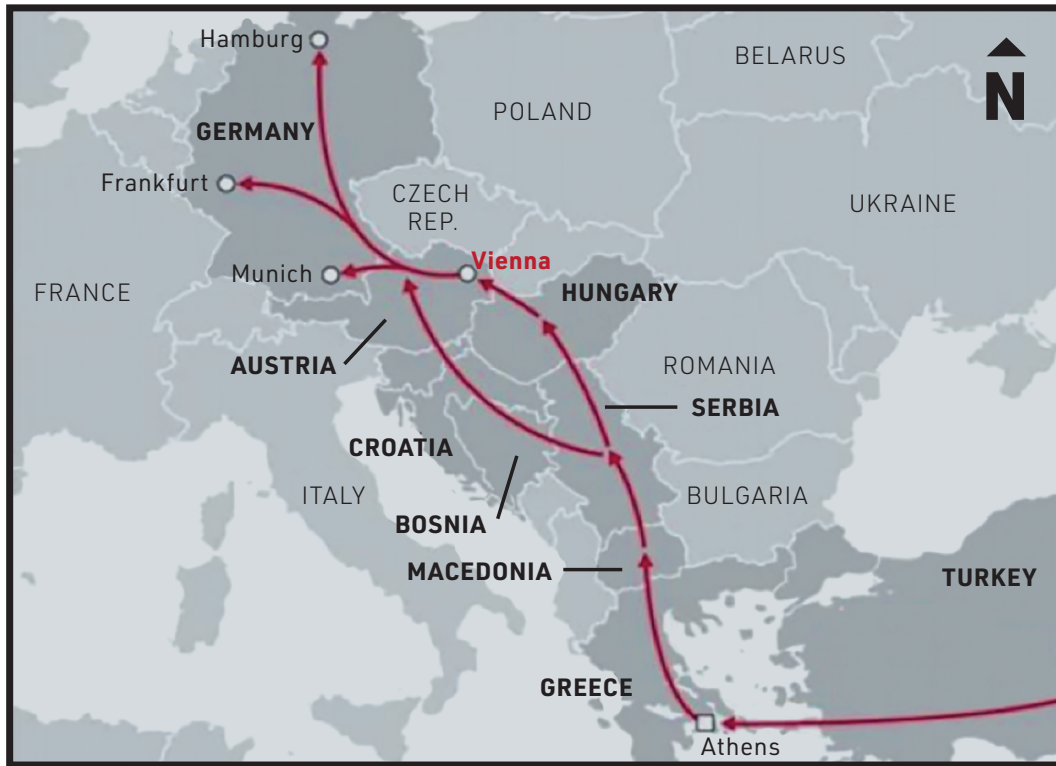 Hamburg
BELARUS
N
POLAND
GERMANY
Frankfurt
CZECH
REP.
UKRAINE
Vienna
Munich
HUNGARY
FRANCE
AUSTRIA
ROMANIA
SERBIA
CROATIA
ITALY
BULGARIA
BOSNIA
MACEDONIA
TURKEY
GREECE
Athens